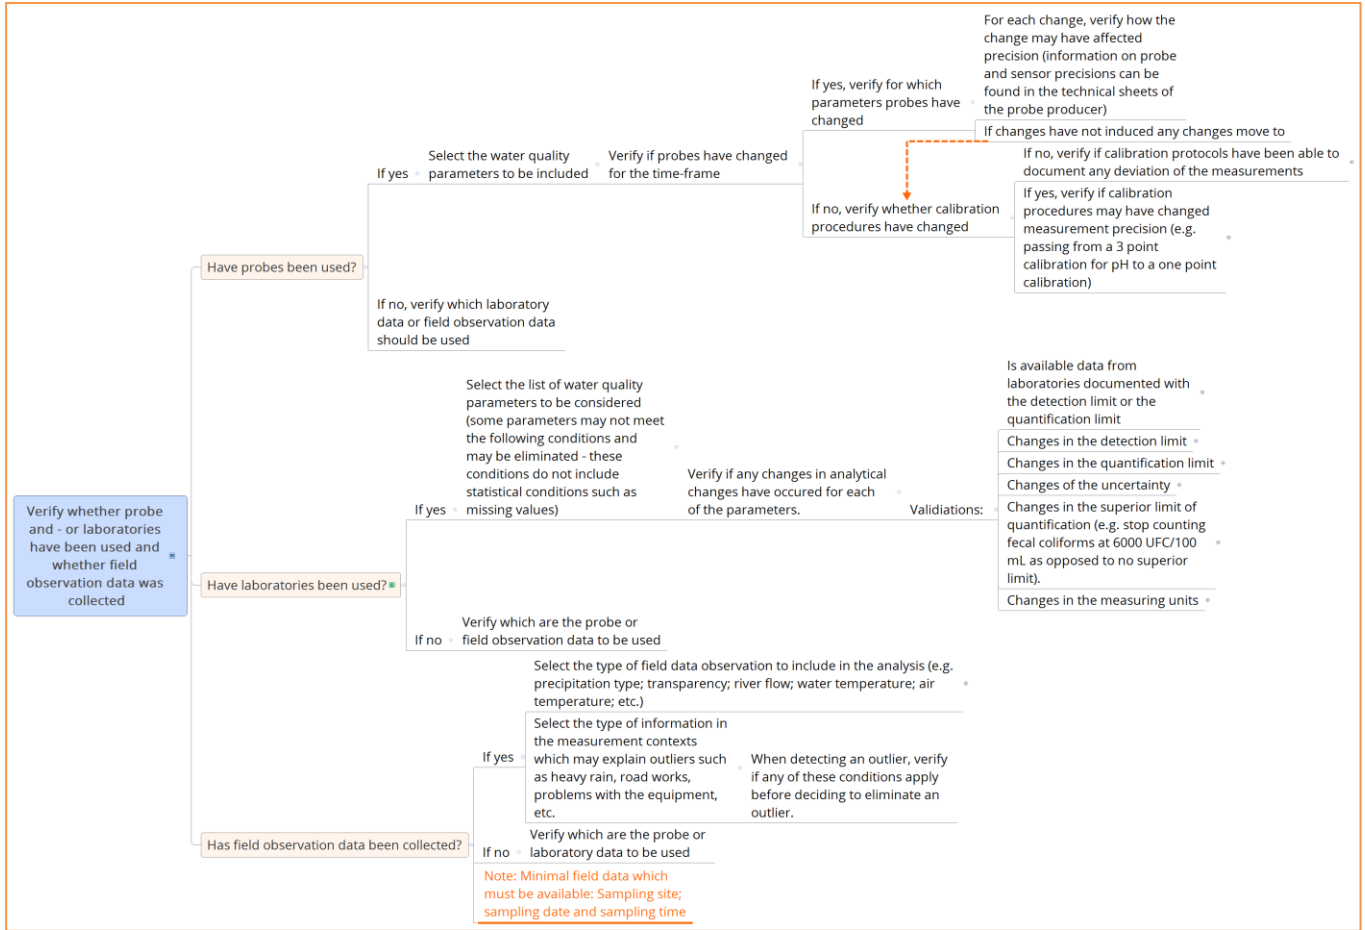 Verify whether probe
and - or laboratories
have been used and
whether field
observation data was
collected
Have probes been used?
If yes
Select the water quality
parameters to be included
Verify if probes have changed
for the time-frame
If yes, verify for which
parameters probes have
changed
For each change, verify how the
change may have affected
precision (information on probe
and sensor precisions can be
found in the technical sheets of
the probe producer)
If changes have not induced any changes move to
If no, verify whether calibration
procedures have changed
If no, verify if calibration protocols have been able to
document any deviation of the measurements
If yes, verify if calibration
procedures may have changed
measurement precision (e.g.
passing from a 3 point
calibration for pH to a one point
calibration)
If no, verify which laboratory
data or field observation data
should be used
Have laboratories been used?
If yes
Select the list of water quality
parameters to be considered
(some parameters may not meet
the following conditions and
may be eliminated - these
conditions do not include
statistical conditions such as
missing values)
Verify if any changes in analytical
changes have occured for each
of the parameters.
Validiations:
Is available data from
laboratories documented with
the detection limit or the
quantification limit
Changes in the detection limit
Changes in the quantification limit
Changes of the uncertainty
Changes in the superior limit of
quantification (e.g. stop counting
fecal coliforms at 6000 UFC/100
mL as opposed to no superior
limit).
Changes in the measuring units
If no
Verify which are the probe or
field observation data to be used
Has field observation data been collected?
If yes
Select the type of field data observation to include in the analysis (e.g.
precipitation type; transparency; river flow; water temperature; air
temperature; etc.)
Select the type of information in
the measurement contexts
which may explain outliers such
as heavy rain, road works,
problems with the equipment,
etc.
When detecting an outlier, verify
if any of these conditions apply
before deciding to eliminate an
outlier.
If no
Verify which are the probe or
laboratory data to be used
Note: Minimal field data which
must be available: Sampling site;
sampling date and sampling time